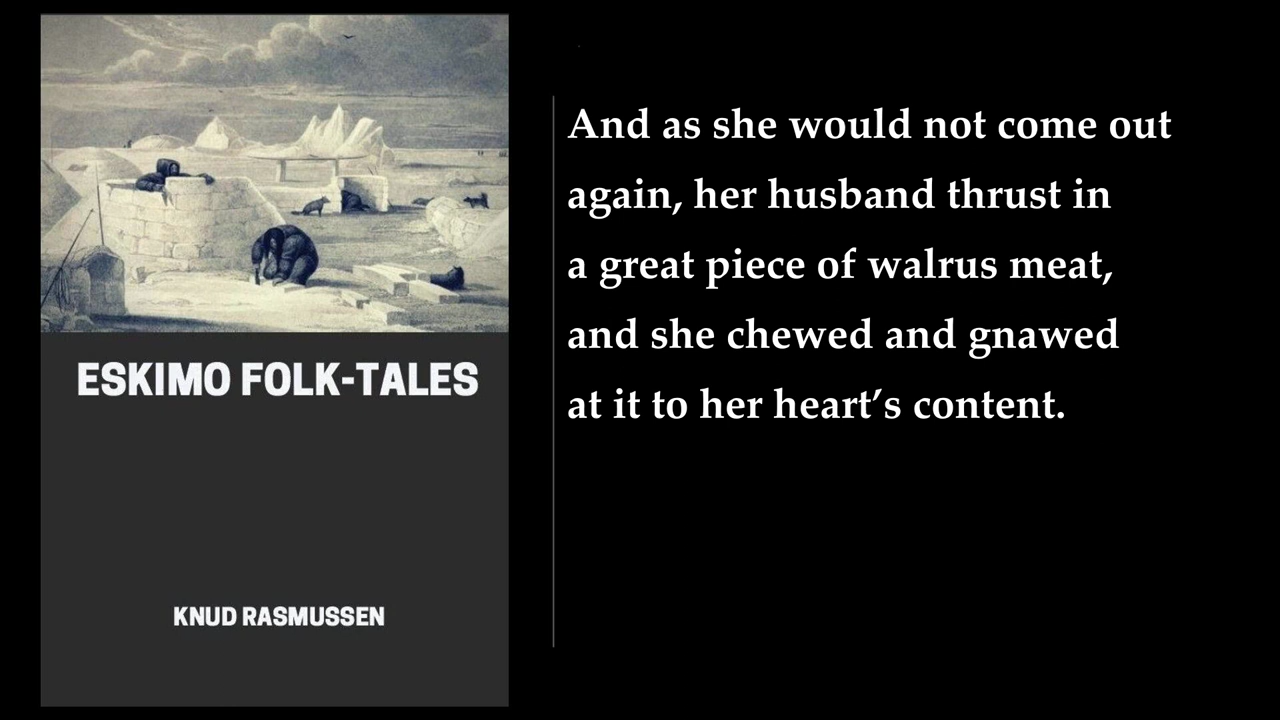 ESKIMO FOLK-TALES
KNUD RASMUSSEN
And as she would not come out
again, her husband thrust in
a great piece of walrus meat,
and she chewed and gnawed
at it to her heart’s content.